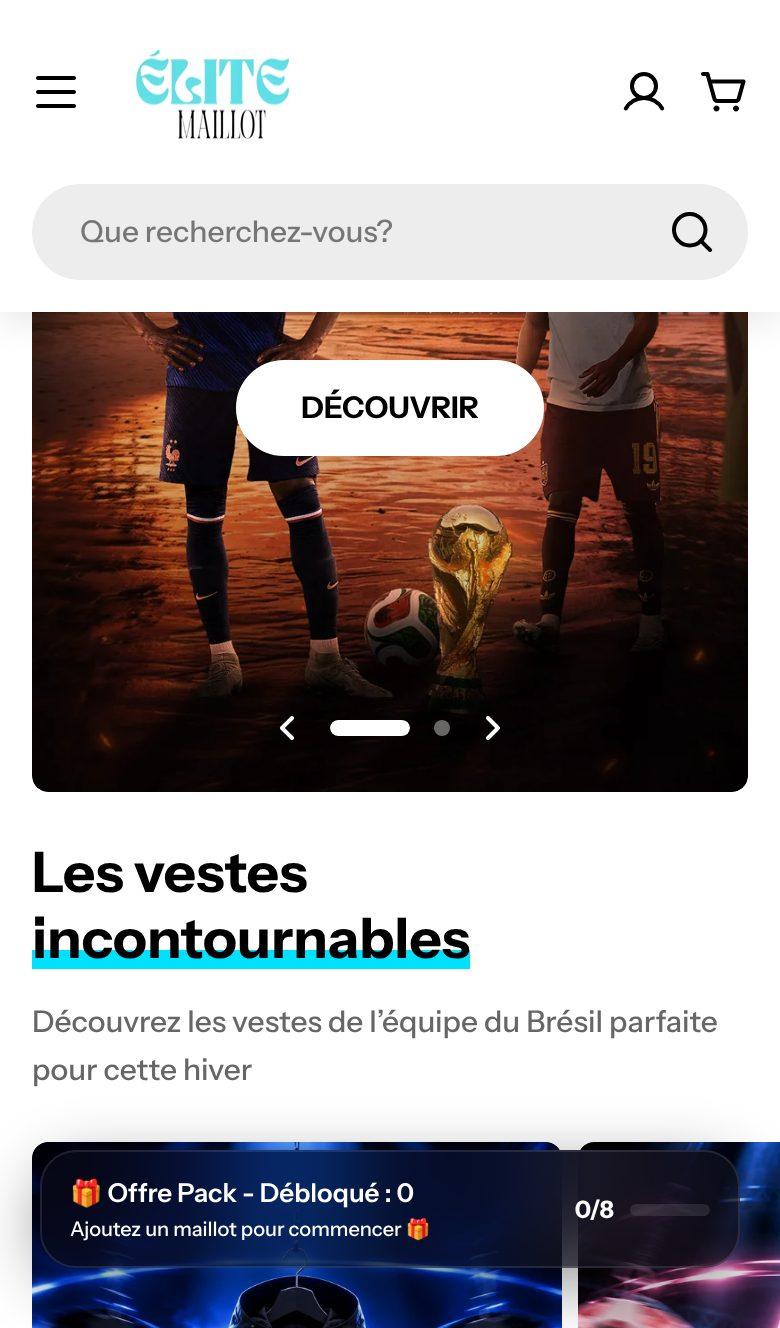 ÉLITE
MAILLOT
Que recherchez-vous?
DÉCOUVRIR
19
Les vestes
incontournables
Découvrez les vestes de l’équipe du Brésil parfaite
pour cette hiver
🎁 Offre Pack - Débloqué : 0
Ajoutez un maillot pour commencer 🎁
0/8